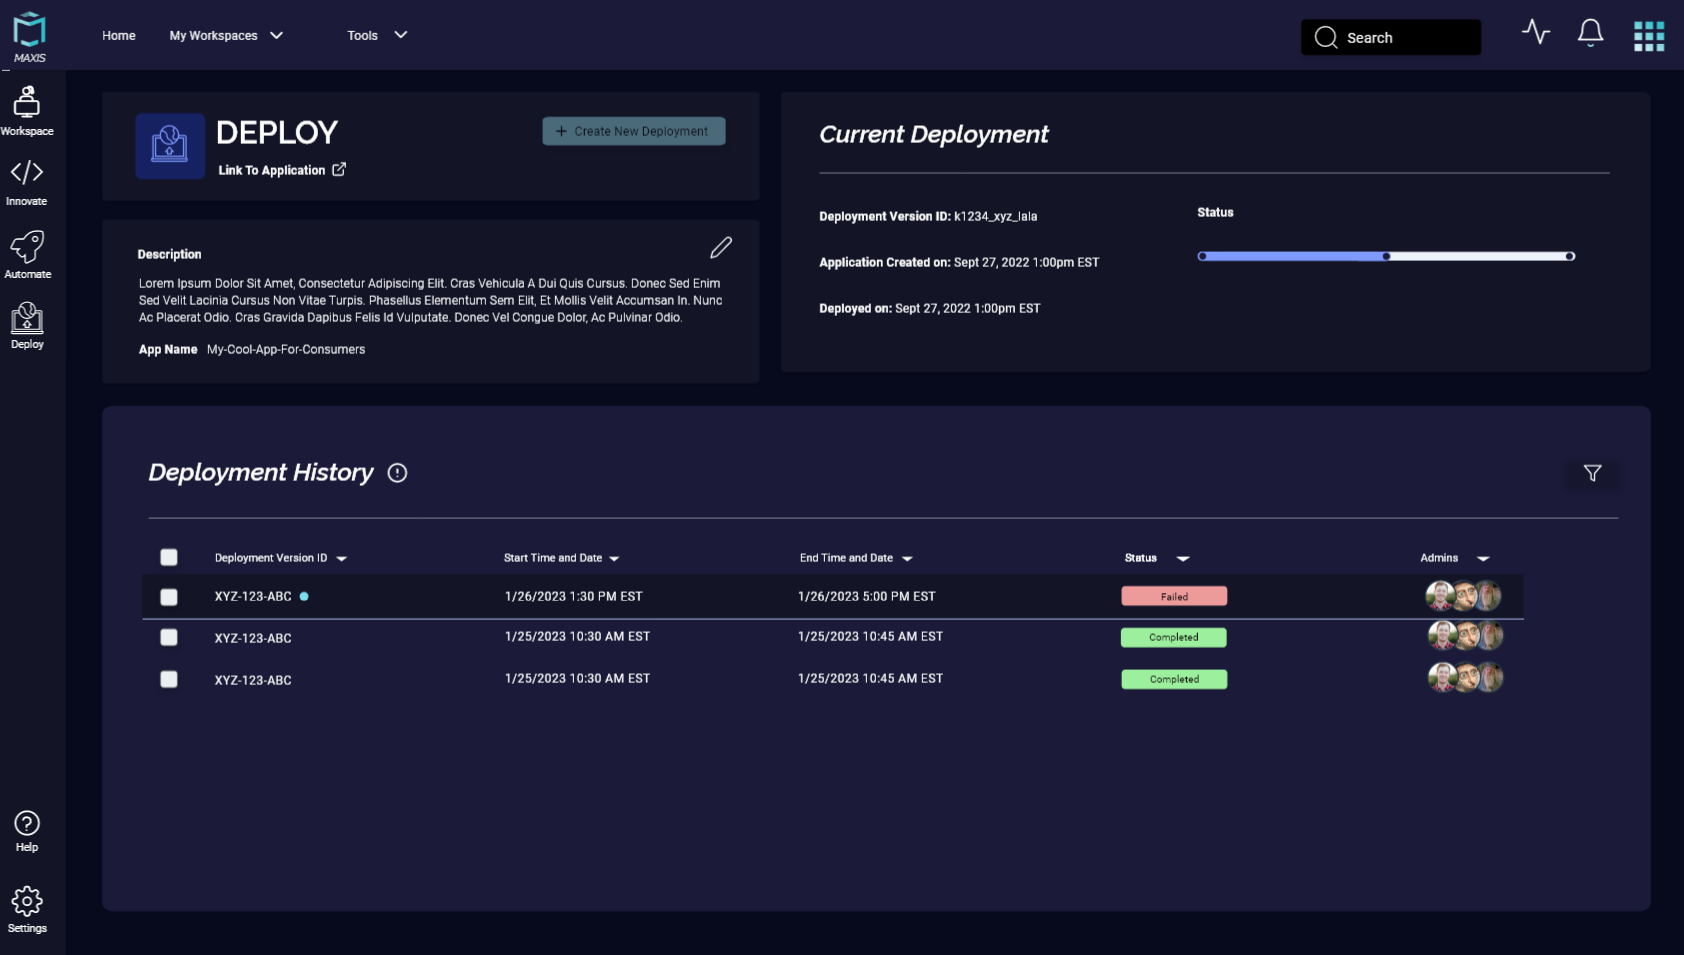 MAXIS
Home
My Workspaces
Tools
Search
Workspace
Innovate
Automate
Deploy
Help
Settings
DEPLOY
Link To Application
+ Create New Deployment
Description
Lorem Ipsum Dolor Sit Amet, Consectetur Adipiscing Elit. Cras Vehicula A Dui Quis Cursus. Donec Sed Enim
Sed Velit Lacinia Cursus Non Vitae Turpis. Phasellus Elementum Sem Elit, Et Mollis Velit Accumsan In. Nunc
Ac Placerat Odio. Cras Gravida Dapibus Felis Id Vulputate. Donec Vel Congue Dolor, Ac Pulvinar Odio.
App Name My-Cool-App-For-Consumers
Current Deployment
Deployment Version ID: k1234_xyz_lala
Application Created on: Sept 27, 2022 1:00pm EST
Deployed on: Sept 27, 2022 1:00pm EST
Status
Deployment History
Deployment Version ID Start Time and Date End Time and Date Status Admins
XYZ-123-ABC 1/26/2023 1:30 PM EST 1/26/2023 5:00 PM EST Failed
XYZ-123-ABC 1/25/2023 10:30 AM EST 1/25/2023 10:45 AM EST Completed
XYZ-123-ABC 1/25/2023 10:30 AM EST 1/25/2023 10:45 AM EST Completed